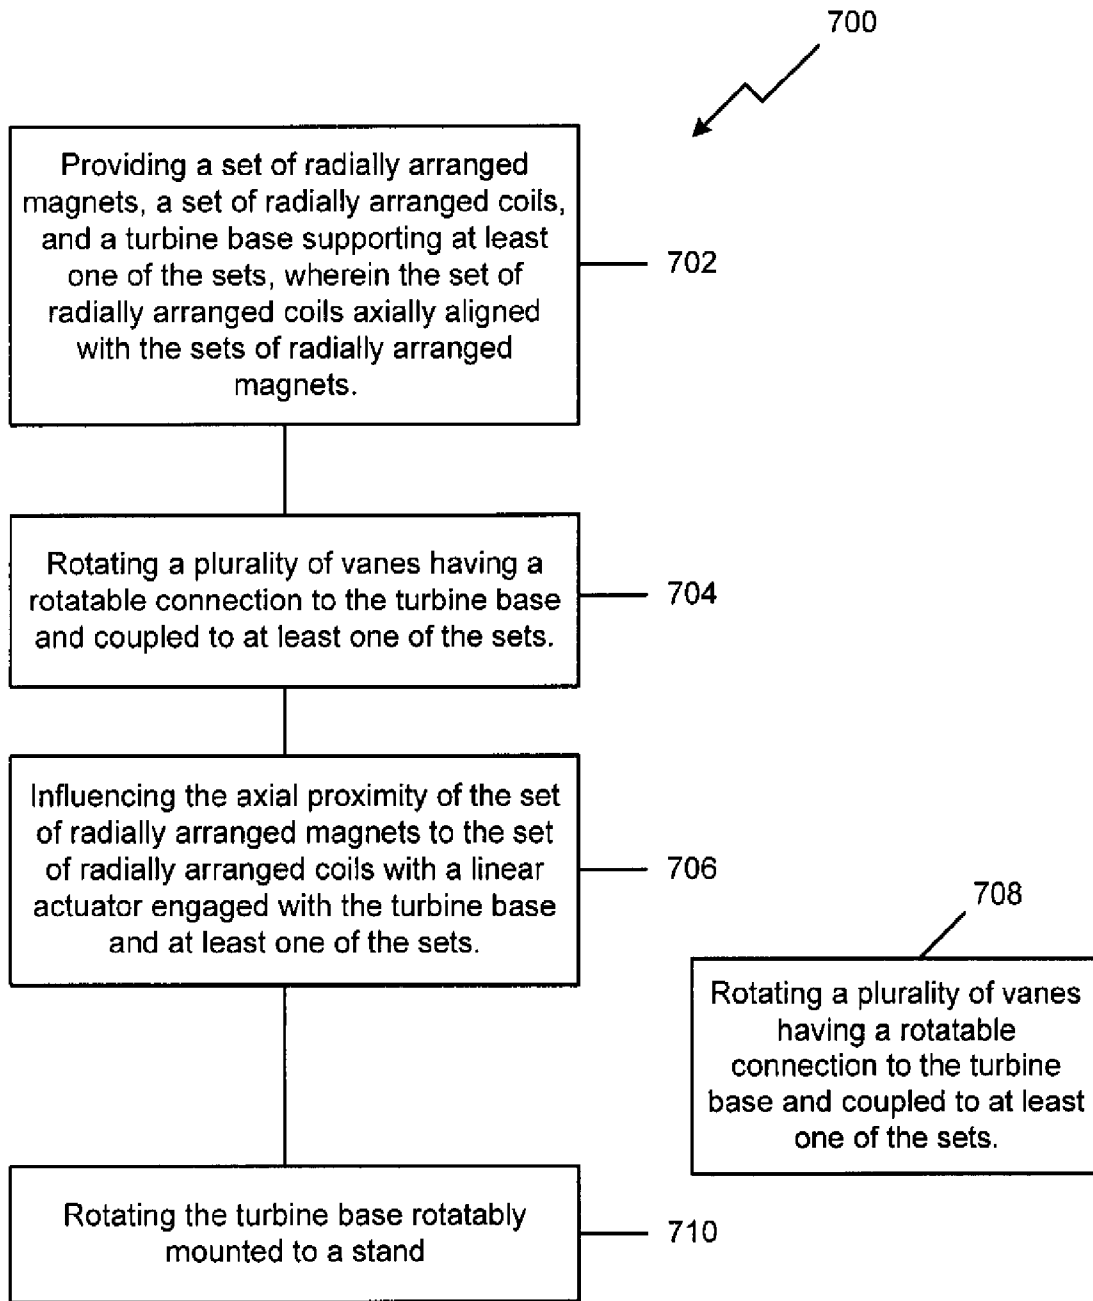 700
Providing a set of radially arranged
magnets, a set of radially arranged coils,
and a turbine base supporting at least
one of the sets, wherein the set of
radially arranged coils axially aligned
with the sets of radially arranged
magnets.
702
Rotating a plurality of vanes having a
rotatable connection to the turbine base
and coupled to at least one of the sets.
704
Influencing the axial proximity of the set
of radially arranged magnets to the set
of radially arranged coils with a linear
actuator engaged with the turbine base
and at least one of the sets.
706
708
Rotating a plurality of vanes
having a rotatable
connection to the turbine
base and coupled to at least
one of the sets.
Rotating the turbine base rotatably
mounted to a stand
710